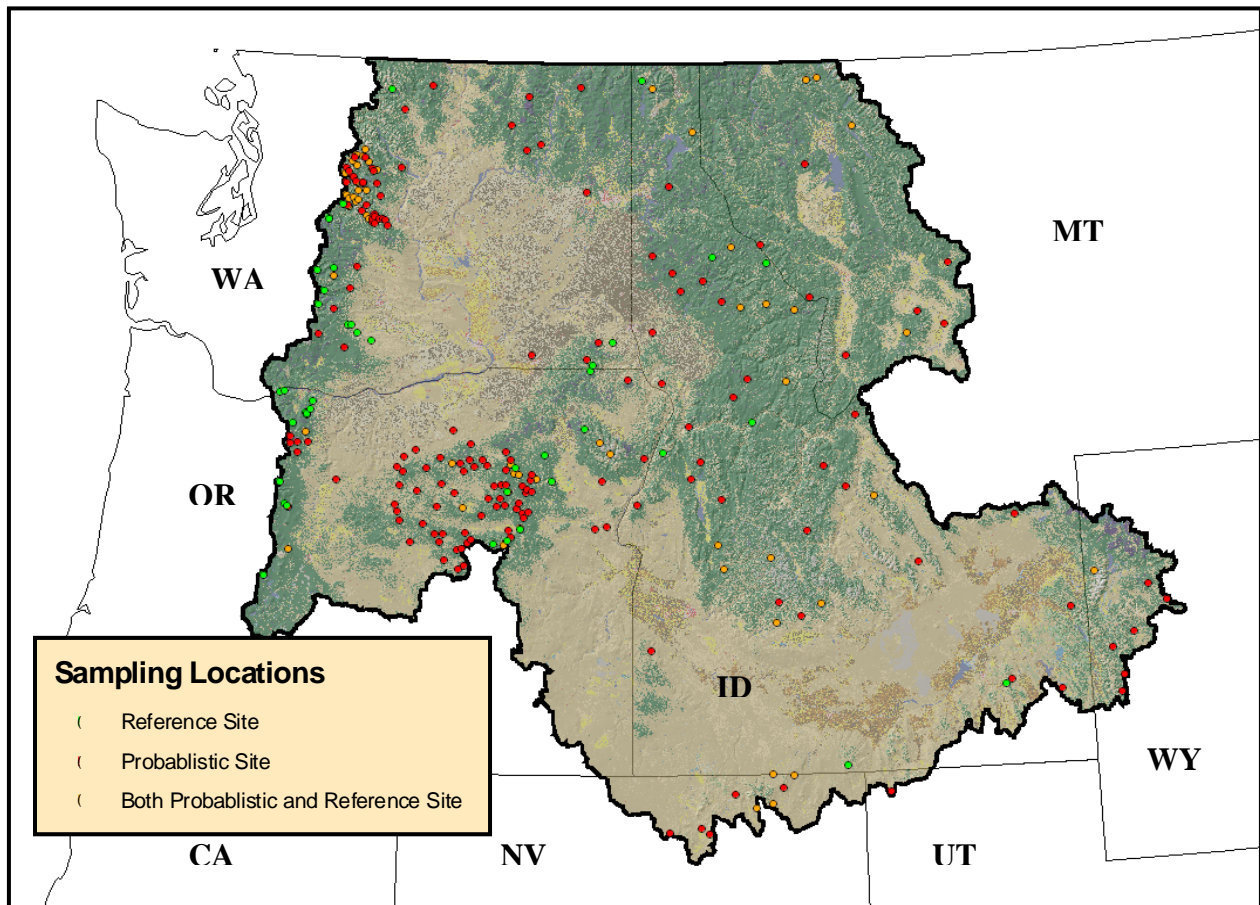 MT
WA
OR
Sampling Locations
Reference Site
Probablistic Site
Both Probablistic and Reference Site
ID
WY
CA
NV
UT